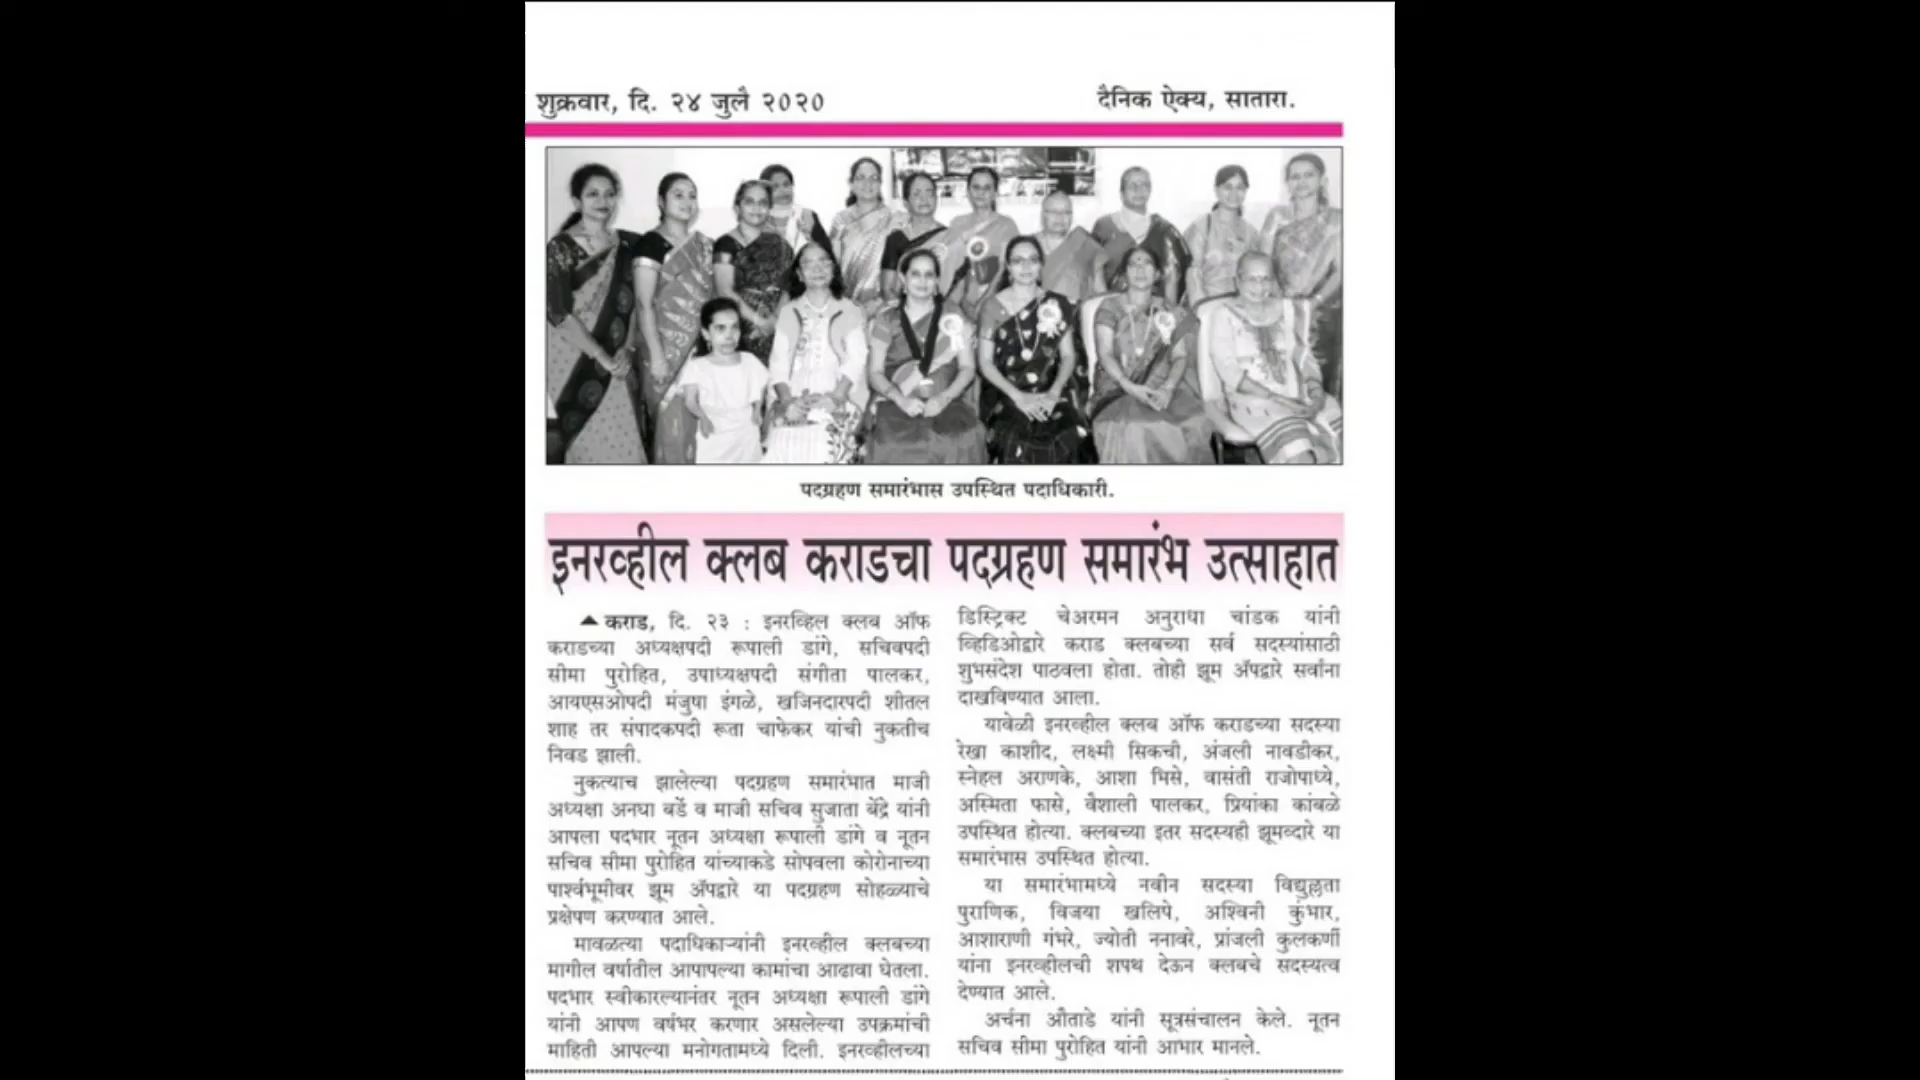 शुक्रवार, दि. २४ जुलै २०२०
दैनिक ऐक्य, सातारा.
पदग्रहण समारंभास उपस्थित पदाधिकारी.
इनरव्हील क्लब कराडचा पदग्रहण समारंभ उत्साहात
▲ कराड, दि. २३ : इनरव्हिल क्लब ऑफ
कराडच्या अध्यक्षपदी रूपाली डांगे, सचिवपदी
सीमा पुरोहित, उपाध्यक्षपदी संगीता पालकर,
आयएसओपदी मंजुषा इंगळे, खजिनदारपदी शीतल
शाह तर संपादकपदी रूता चाफेकर यांची नुकतीच
निवड झाली.
नुकत्याच झालेल्या पदग्रहण समारंभात माजी
अध्यक्षा अनघा बर्डे व माजी सचिव सुजाता बेंद्रे यांनी
आपला पदभार नूतन अध्यक्षा रूपाली डांगे व नूतन
सचिव सीमा पुरोहित यांच्याकडे सोपवला कोरोनाच्या
पार्श्वभूमीवर झूम ॲपद्वारे या पदग्रहण सोहळ्याचे
प्रक्षेपण करण्यात आले.
मावळत्या पदाधिकाऱ्यांनी इनरव्हील क्लबच्या
मागील वर्षातील आपापल्या कामांचा आढावा घेतला.
पदभार स्वीकारल्यानंतर नूतन अध्यक्षा रूपाली डांगे
यांनी आपण वर्षभर करणार असलेल्या उपक्रमांची
माहिती आपल्या मनोगतामध्ये दिली. इनरव्हीलच्या
डिस्ट्रिक्ट चेअरमन अनुराधा चांडक यांनी
व्हिडिओद्वारे कराड क्लबच्या सर्व सदस्यांसाठी
शुभसंदेश पाठवला होता. तोही झूम ॲपद्वारे सर्वांना
दाखविण्यात आला.
यावेळी इनरव्हील क्लब ऑफ कराडच्या सदस्या
रेखा काशीद, लक्ष्मी सिकची, अंजली नावडीकर,
स्नेहल अराणके, आशा भिसे, वासंती राजोपाध्ये,
अस्मिता फासे, वैशाली पालकर, प्रियांका कांबळे
उपस्थित होत्या. क्लबच्या इतर सदस्यही झूमव्दारे या
समारंभास उपस्थित होत्या.
या समारंभामध्ये नवीन सदस्या विद्युल्लता
पुराणिक, विजया खलिपे, अश्विनी कुंभार,
आशाराणी गंभरे, ज्योती ननावरे, प्रांजली कुलकर्णी
यांना इनरव्हीलची शपथ देऊन क्लबचे सदस्यत्व
देण्यात आले.
अर्चना औताडे यांनी सूत्रसंचालन केले. नूतन
सचिव सीमा पुरोहित यांनी आभार मानले.